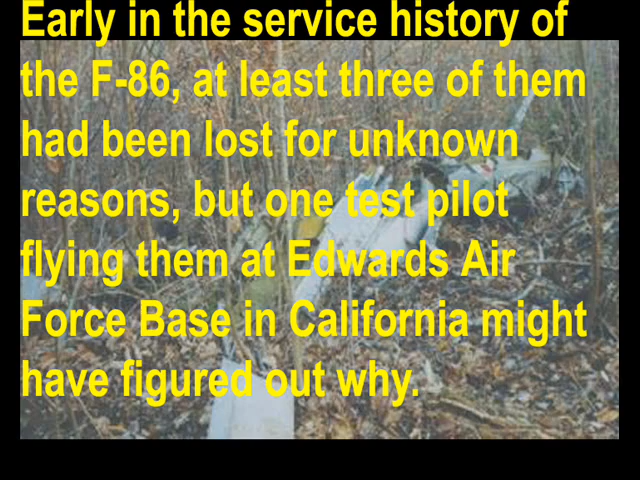 Early in the service history of
the F-86, at least three of them
had been lost for unknown
reasons, but one test pilot
flying them at Edwards Air
Force Base in California might
have figured out why.